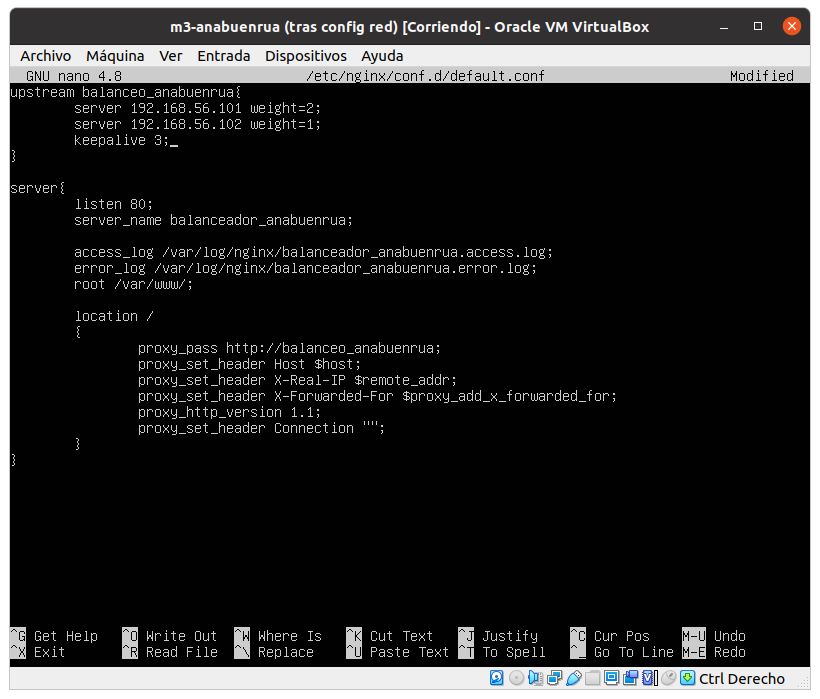 m3-anabuenrua (tras config red) [Corriendo] - Oracle VM VirtualBox
Archivo Máquina Ver Entrada Dispositivos Ayuda
GNU nano 4.8 /etc/nginx/conf.d/default.conf Modified
upstream balanceo_anabuenrua{
server 192.168.56.101 weight=2;
server 192.168.56.102 weight=1;
keepalive 3;_
}
server{
listen 80;
server_name balanceador_anabuenrua;
access_log /var/log/nginx/balanceador_anabuenrua.access.log;
error_log /var/log/nginx/balanceador_anabuenrua.error.log;
root /var/www/;
location /
{
proxy_pass http://balanceo_anabuenrua;
proxy_set_header Host $host;
proxy_set_header X-Real-IP $remote_addr;
proxy_set_header X-Forwarded-For $proxy_add_x_forwarded_for;
proxy_http_version 1.1;
proxy_set_header Connection "";
}
}
^G Get Help ^O Write Out ^W Where Is ^K Cut Text ^J Justify ^C Cur Pos M-U Undo
^X Exit ^R Read File ^\ Replace ^U Paste Text ^T To Spell ^_ Go To Line M-E Redo
Ctrl Derecho